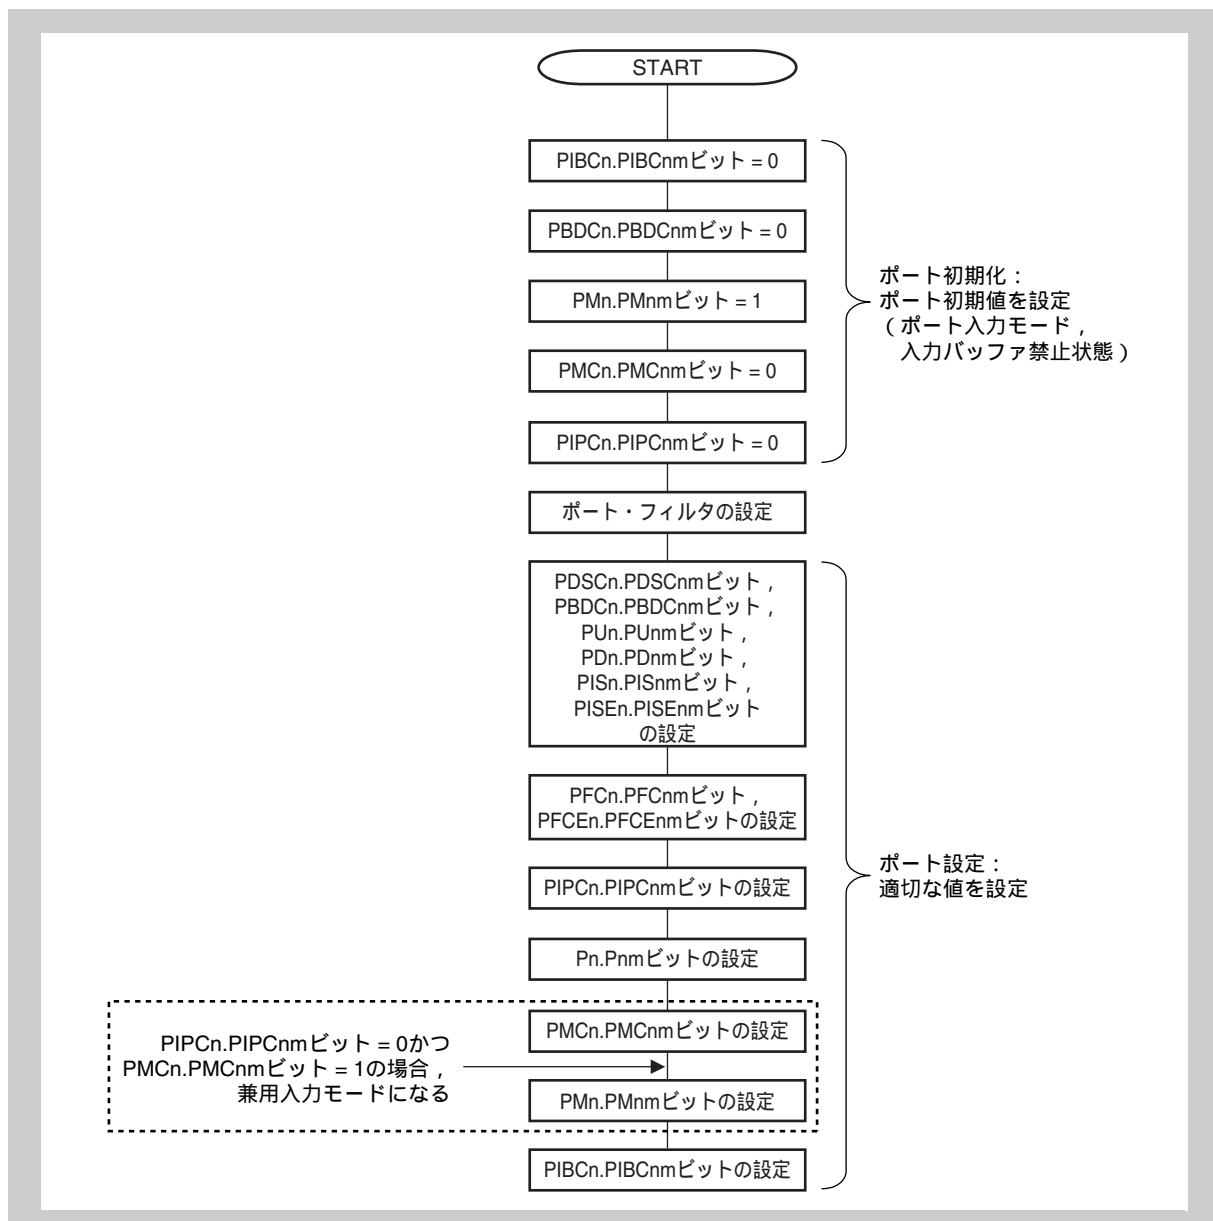 START
PIBCn.PIBCnmビット = 0
PBDCn.PBDCnmビット = 0
PMn.PMnmビット = 1
PMCn.PMCnmビット = 0
PIPCn.PIPCnmビット = 0
ポート初期化：
ポート初期値を設定
（ポート入力モード，
入力バッファ禁止状態）
ポート・フィルタの設定
PDSCn.PDSCnmビット，
PBDCn.PBDCnmビット，
PUn.PUnmビット，
PDn.PDnmビット，
PISn.PISnmビット，
PISEn.PISEnmビット
の設定
PFCn.PFCnmビット，
PFCEn.PFCEnmビットの設定
PIPCn.PIPCnmビットの設定
ポート設定：
適切な値を設定
Pn.Pnmビットの設定
PMCn.PMCnmビットの設定
PIPCn.PIPCnmビット = 0かつ
PMCn.PMCnmビット = 1の場合，
兼用入力モードになる
PMn.PMnmビットの設定
PIBCn.PIBCnmビットの設定